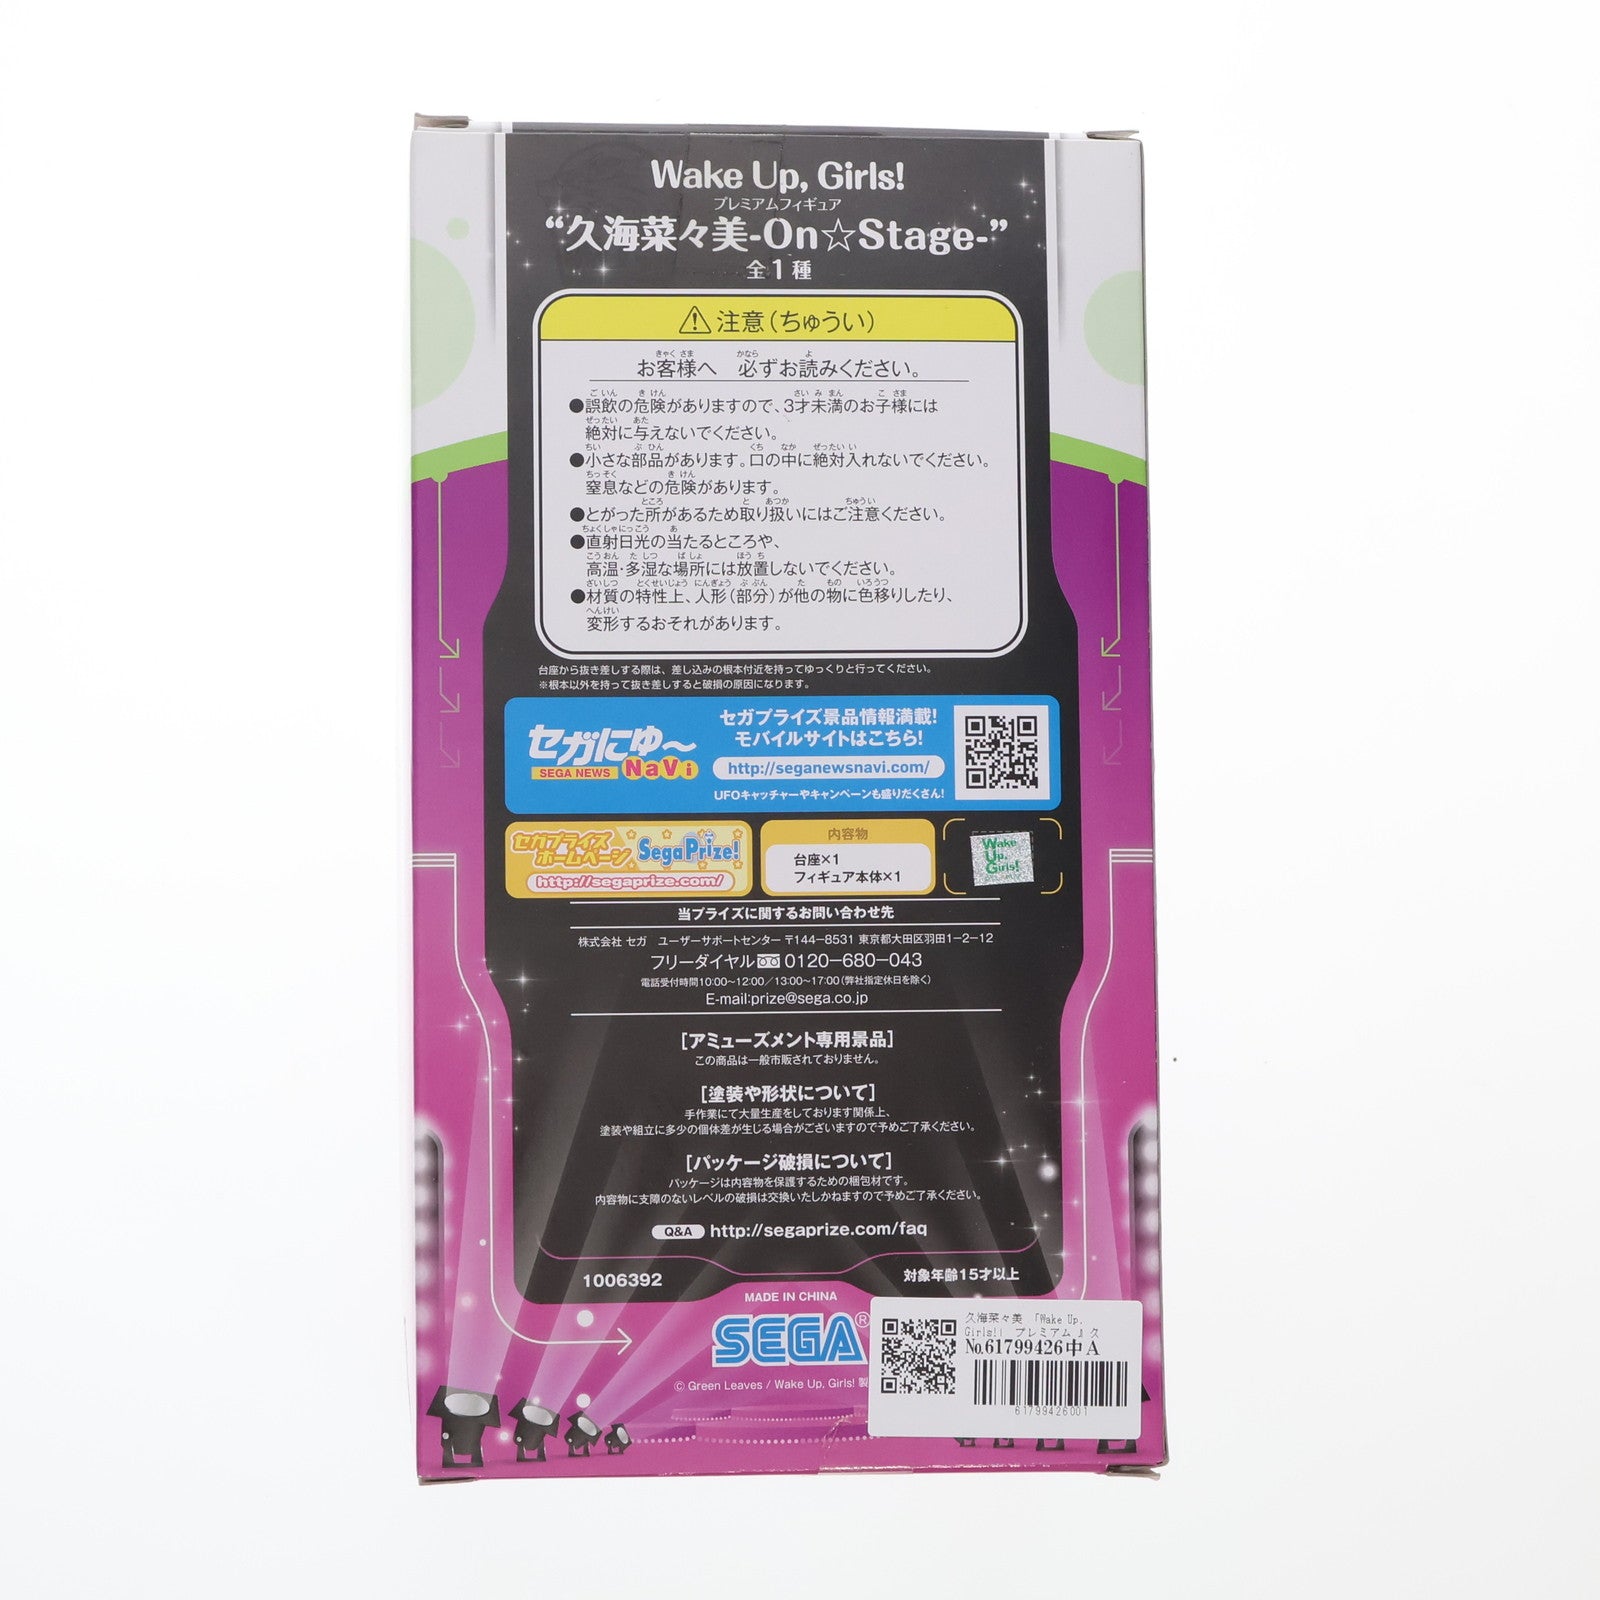 Wake Up, Girls!
プレミアムフィギュア
“久海菜々美-On☆Stage-”
全1種
注意(ちゅうい)
お客様へ 必ずお読みください。
●誤飲の危険がありますので、3才未満のお子様には
絶対に与えないでください。
●小さな部品があります。口の中に絶対入れないでください。
窒息などの危険があります。
●とがった所があるため取り扱いにはご注意ください。
●直射日光の当たるところや、
高温・多湿な場所には放置しないでください。
●材質の特性上、人形(部分)が他の物に色移りしたり、
変形するおそれがあります。
台座から抜き差しする際は、差し込みの根本付近を持ってゆっくりと行ってください。
※根本以外を持って抜き差しすると破損の原因になります。
セガにゅ〜
SEGA NEWS NaVi
セガプライズ景品情報満載!
モバイルサイトはこちら!
http://seganewsnavi.com/
UFOキャッチャーやキャンペーンも盛りだくさん!
セガプライズ
ホームページ SegaPrize!
http://segaprize.com/
内容物
台座×1
フィギュア本体×1
Wake
Up,
Girls!
当プライズに関するお問い合わせ先
株式会社 セガ ユーザーサポートセンター 〒144-8531 東京都大田区羽田1-2-12
フリーダイヤル 0120-680-043
電話受付時間10:00~12:00/13:00~17:00(弊社指定休日を除く)
E-mail:prize@sega.co.jp
[アミューズメント専用景品]
この商品は一般市販されておりません。
[塗装や形状について]
手作業にて大量生産をしております関係上、
塗装や組立に多少の個体差が生じる場合がございますので予めご了承ください。
[パッケージ破損について]
パッケージは内容物を保護するための梱包材です。
内容物に支障のないレベルの破損は交換いたしかねますので予めご了承ください。
Q&A http://segaprize.com/faq
1006392
対象年齢15才以上
MADE IN CHINA
SEGA®
© Green Leaves / Wake Up, Girls! 製
久海菜々美 「Wake Up,
Girls!」 プレミアム 』久
No.61799426中A
61799426001